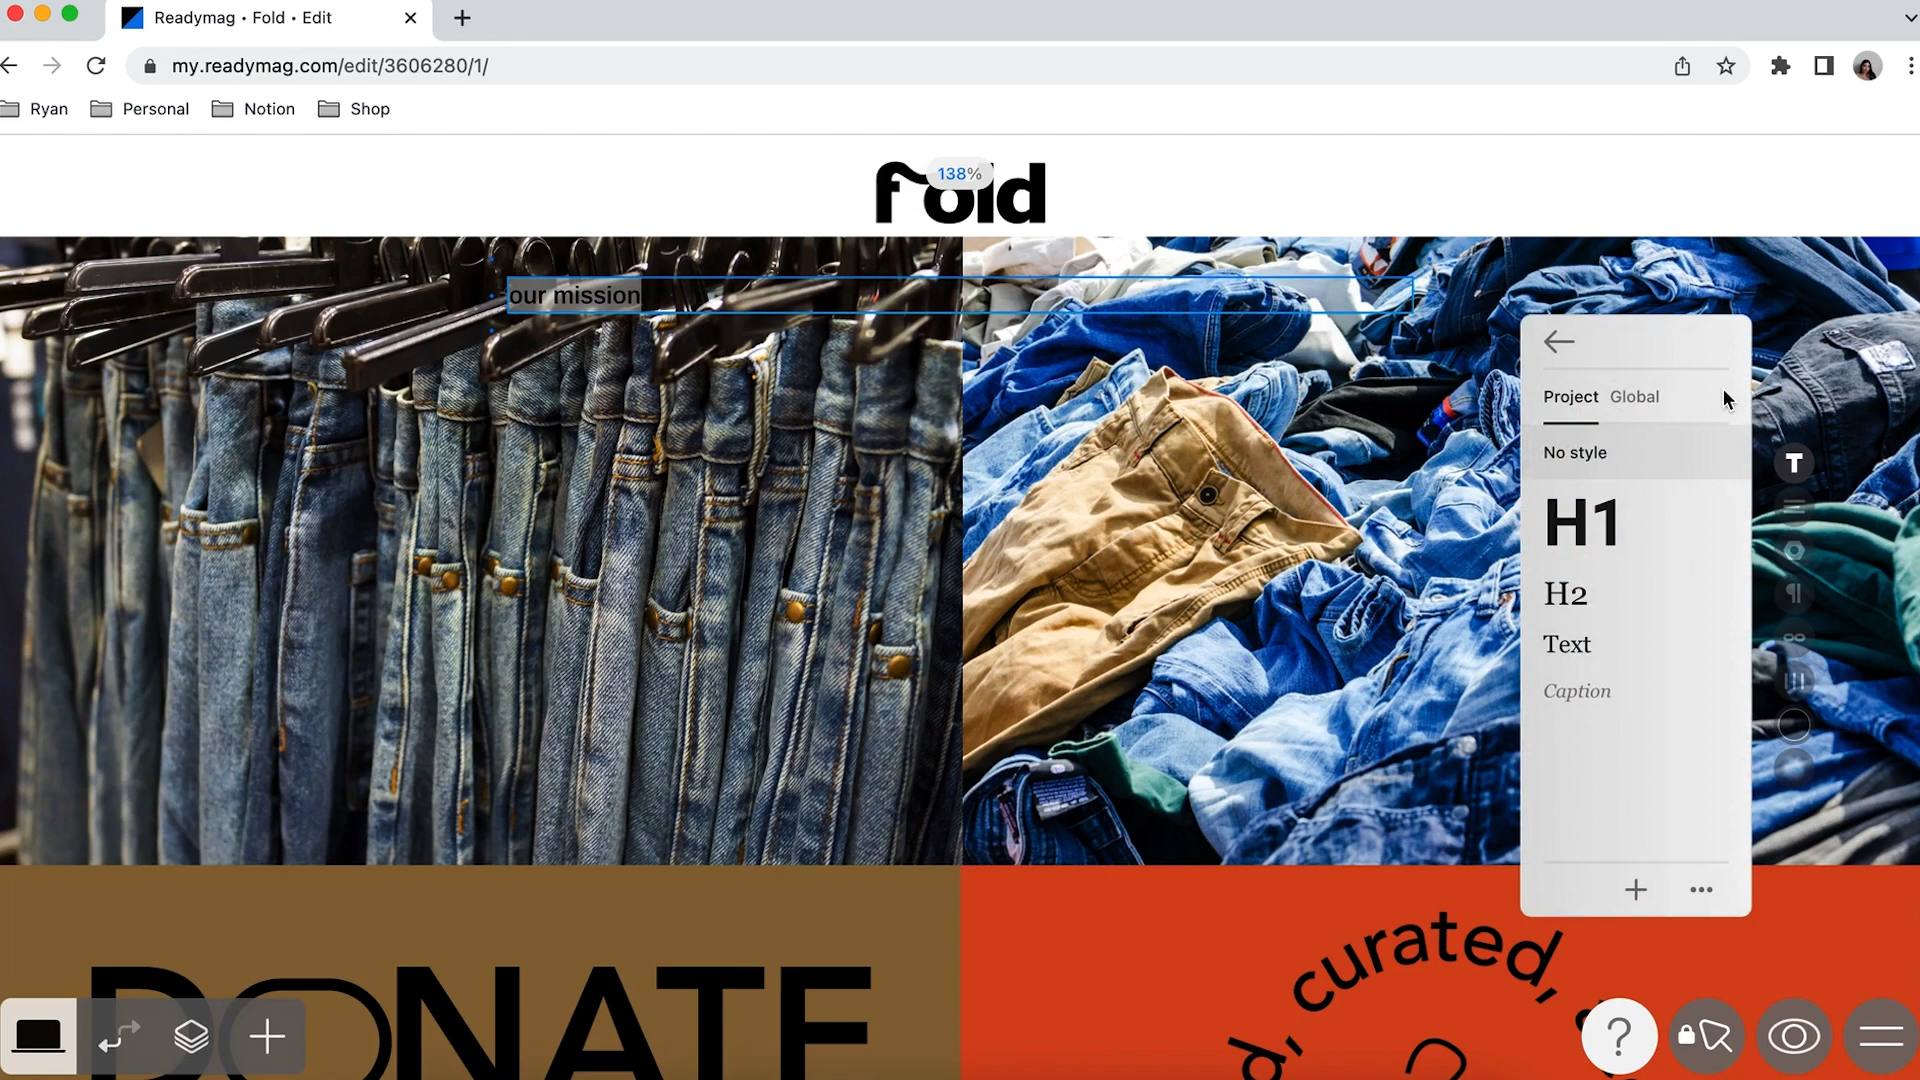 Readymag • Fold • Edit
my.readymag.com/edit/3606280/1/
Ryan Personal Notion Shop
fold
138%
our mission
Project Global
No style
H1
H2
Text
Caption
DONATE
curated,
?